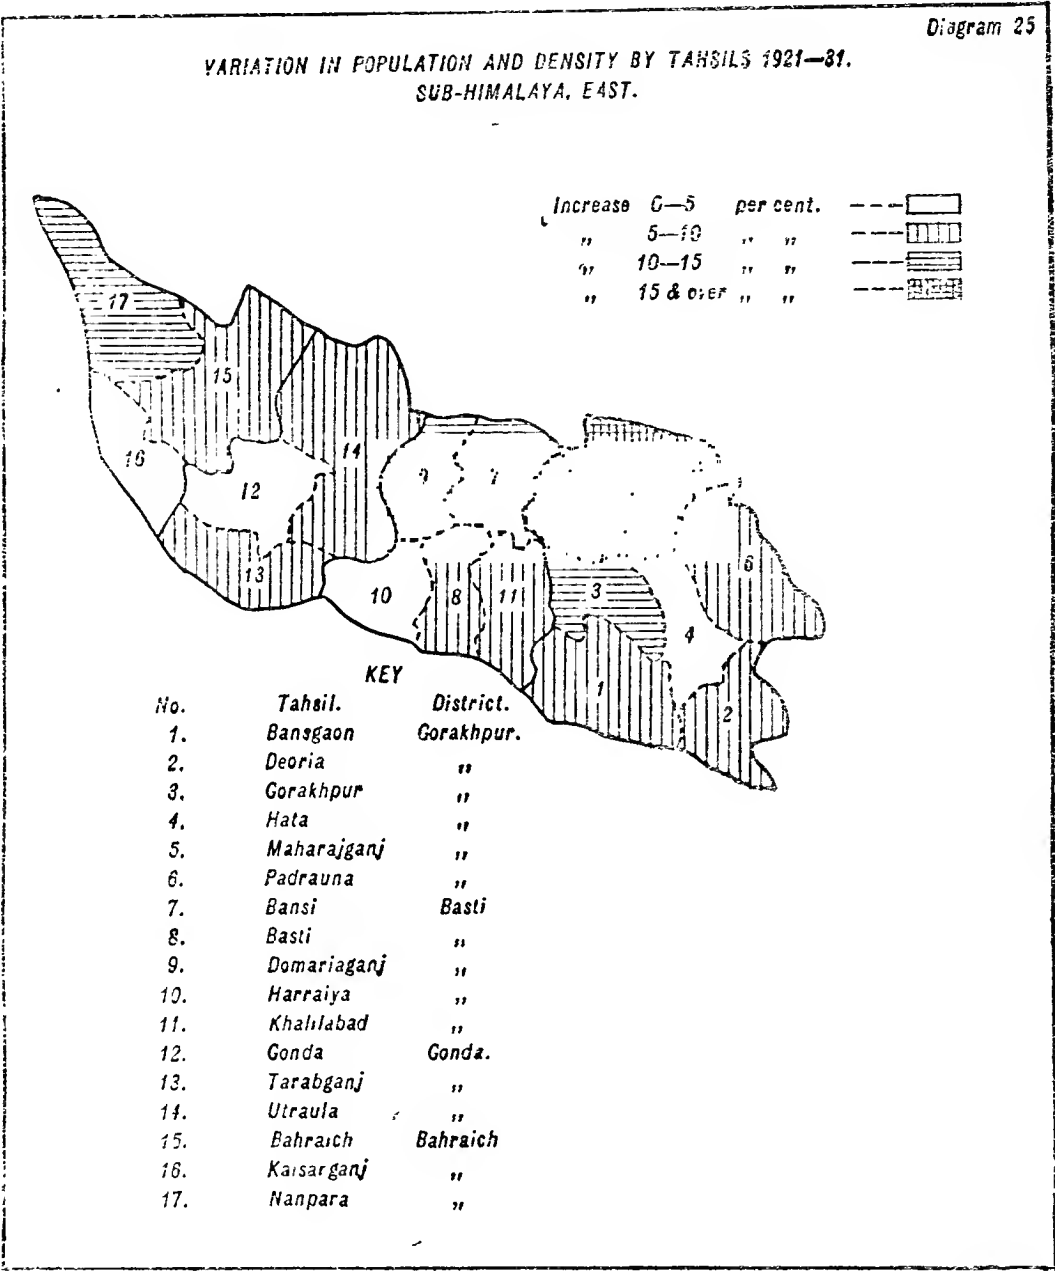 Diagram 25
VARIATION IN POPULATION AND DENSITY BY TAHSILS 1921—31.
SUB-HIMALAYA, EAST.
Increase 0—5 per cent.
„ 5—10 „ „
„ 10—15 „ „
„ 15 & over „ „
17
15
14
16
12
9
7
13
10
8
11
3
6
4
1
2
KEY
No. Tahsil. District.
1. Bansgaon Gorakhpur.
2. Deoria „
3. Gorakhpur „
4. Hata „
5. Maharajganj „
6. Padrauna „
7. Bansi Basti
8. Basti „
9. Domariaganj „
10. Harraiya „
11. Khalilabad „
12. Gonda Gonda.
13. Tarabganj „
14. Utraula „
15. Bahraich Bahraich
16. Kaisarganj „
17. Nanpara „